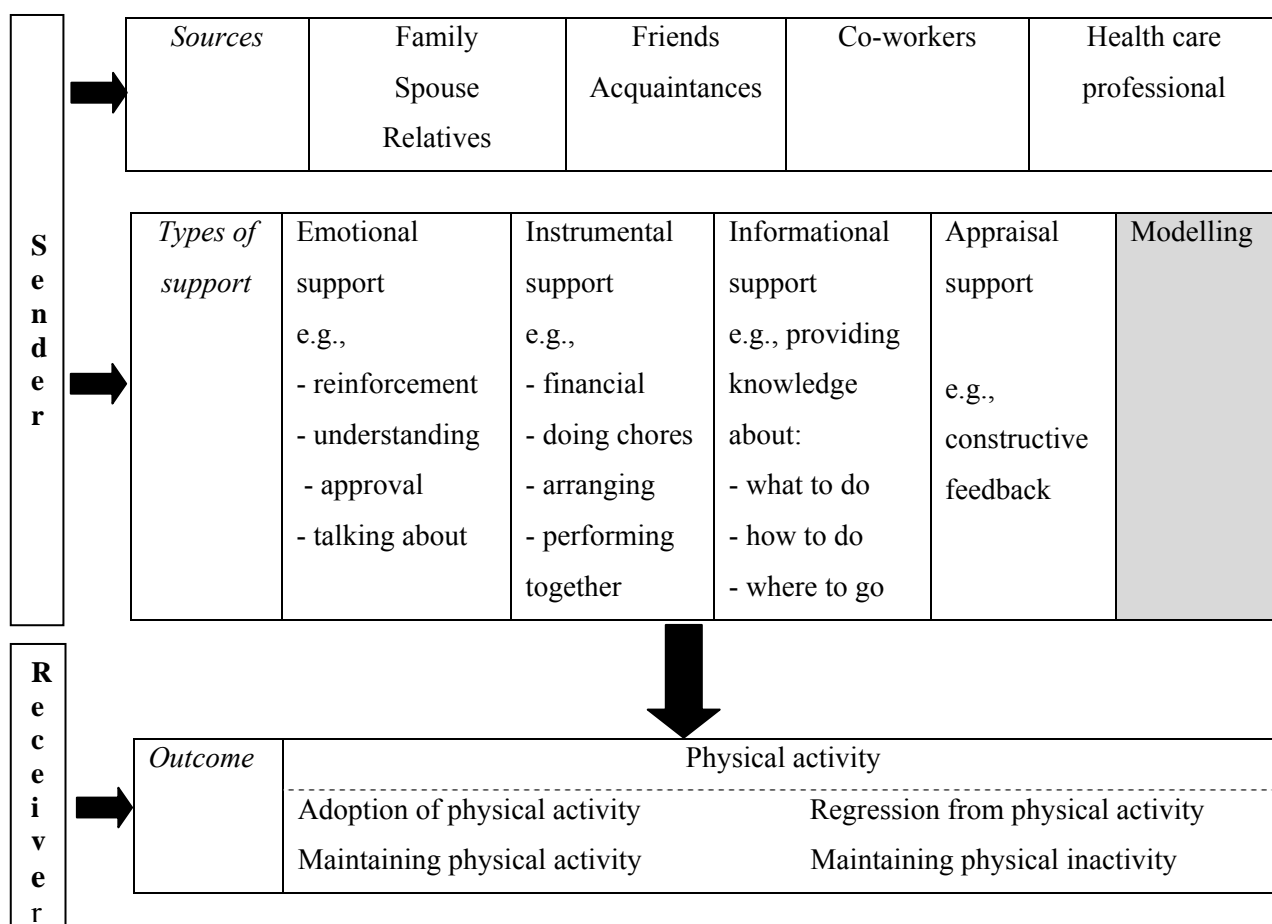 Sender
Sources
Family
Spouse
Relatives
Friends
Acquaintances
Co-workers
Health care
professional
Types of
support
Emotional
support
e.g.,
- reinforcement
- understanding
- approval
- talking about
Instrumental
support
e.g.,
- financial
- doing chores
- arranging
- performing
together
Informational
support
e.g., providing
knowledge
about:
- what to do
- how to do
- where to go
Appraisal
support
e.g.,
constructive
feedback
Modelling
Receiver
Outcome
Physical activity
Adoption of physical activity
Maintaining physical activity
Regression from physical activity
Maintaining physical inactivity